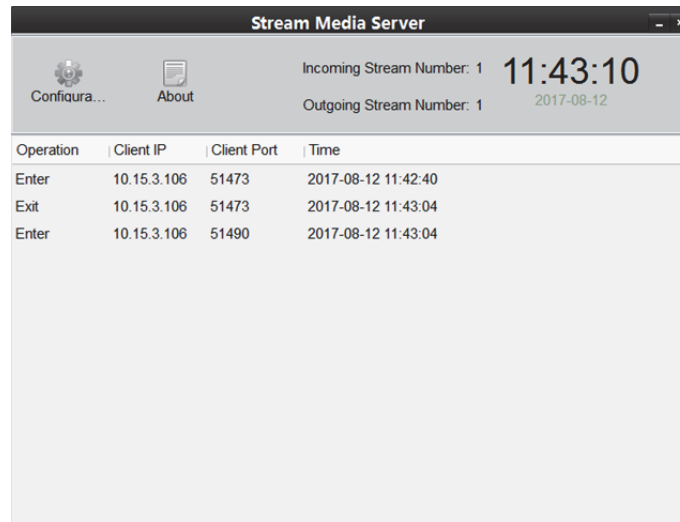 Stream Media Server
Incoming Stream Number: 1
11:43:10
Configura...
About
Outgoing Stream Number: 1
2017-08-12
Operation Client IP Client Port Time
Enter 10.15.3.106 51473 2017-08-12 11:42:40
Exit 10.15.3.106 51473 2017-08-12 11:43:04
Enter 10.15.3.106 51490 2017-08-12 11:43:04